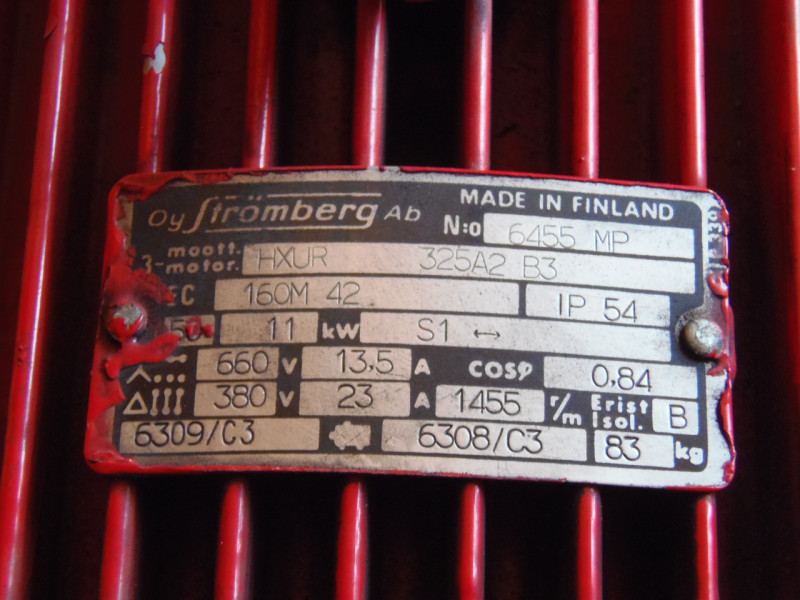 Oy Strömberg Ab MADE IN FINLAND
N:o 6455 MP
moott.
3~motor. HXUR 325A2 B3
EC 160M 42 IP 54
50 11 kW S1 ↔
660 V 13,5 A cosφ 0,84
Δ 380 V 23 A 1455 r/m Erist Isol. B
6309/C3 6308/C3 83 kg